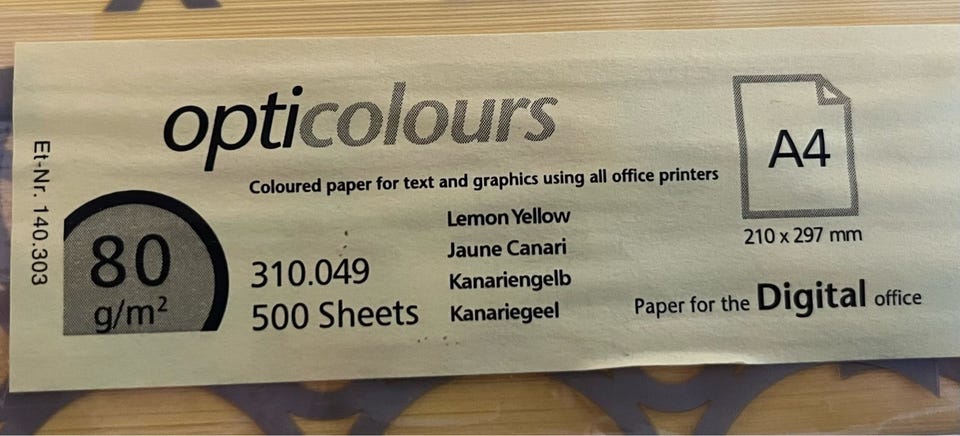 opticolours
Coloured paper for text and graphics using all office printers
A4
210 x 297 mm
Et-Nr. 140.303
80
g/m²
310.049
500 Sheets
Lemon Yellow
Jaune Canari
Kanariengelb
Kanariegeel
Paper for the Digital office